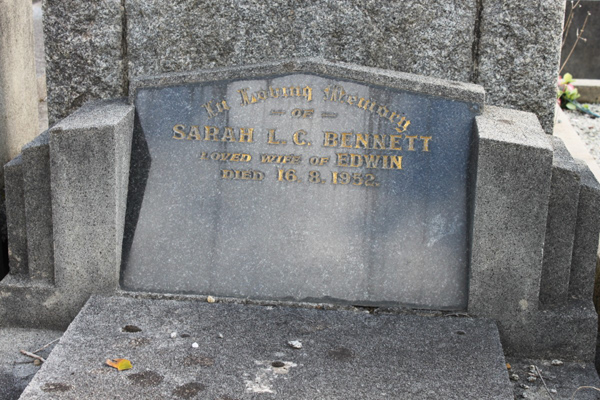 In Loving Memory
— OF —
SARAH L. C. BENNETT
LOVED WIFE OF EDWIN
DIED 16. 8. 1952.